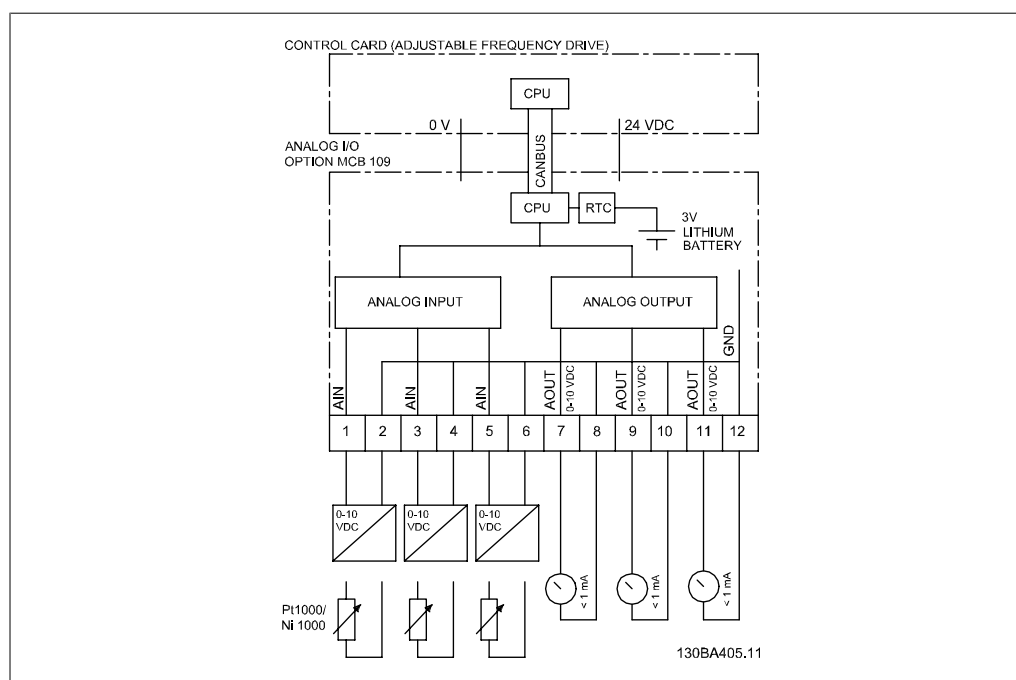 CONTROL CARD (ADJUSTABLE FREQUENCY DRIVE)
CPU
0 V
24 VDC
ANALOG I/O
OPTION MCB 109
CANBUS
CPU
RTC
3V
LITHIUM
BATTERY
ANALOG INPUT
ANALOG OUTPUT
GND
AIN
AIN
AIN
AOUT
0-10 VDC
AOUT
0-10 VDC
AOUT
0-10 VDC
1 2 3 4 5 6 7 8 9 10 11 12
0-10
VDC
0-10
VDC
0-10
VDC
< 1 mA
< 1 mA
< 1 mA
Pt1000/
Ni 1000
130BA405.11